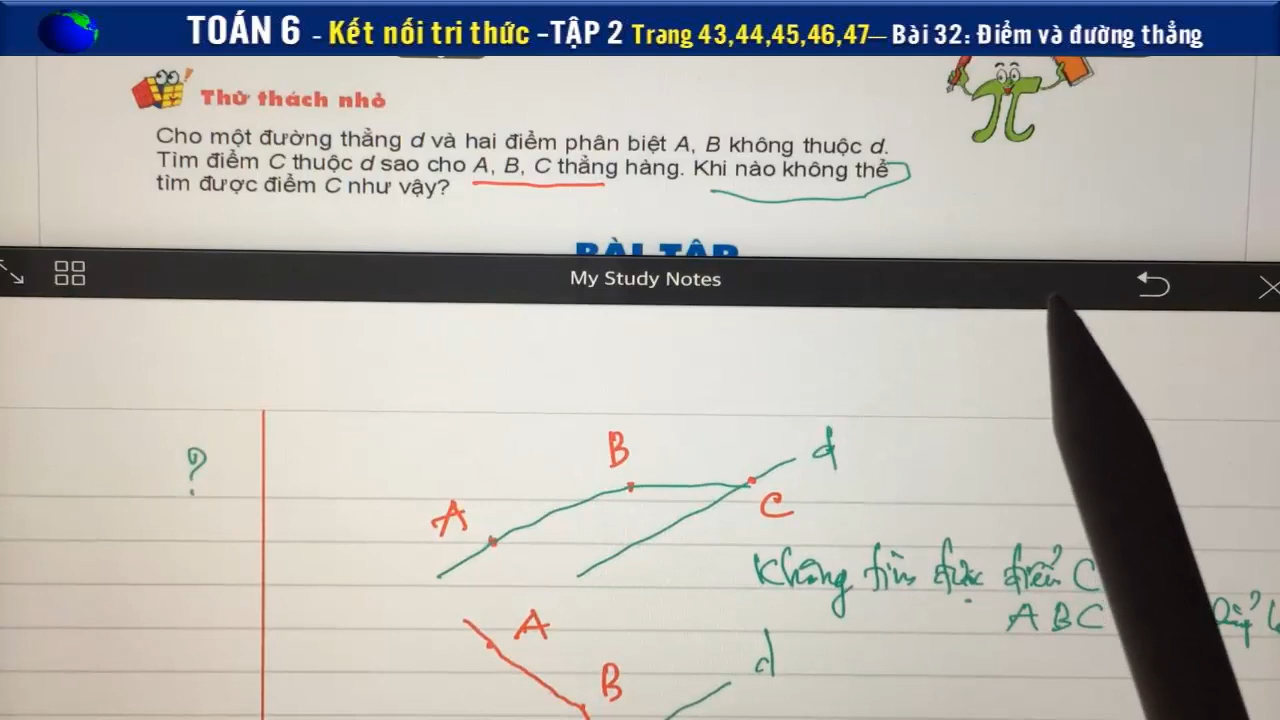 TOÁN 6 - Kết nối tri thức -TẬP 2 Trang 43,44,45,46,47– Bài 32: Điểm và đường thẳng
Thử thách nhỏ
Cho một đường thẳng d và hai điểm phân biệt A, B không thuộc d.
Tìm điểm C thuộc d sao cho A, B, C thẳng hàng. Khi nào không thể
tìm được điểm C như vậy?
BÀI TẬP
My Study Notes
?
B
d
A
C
Không tìm được điểm C
A B C
A
d
B